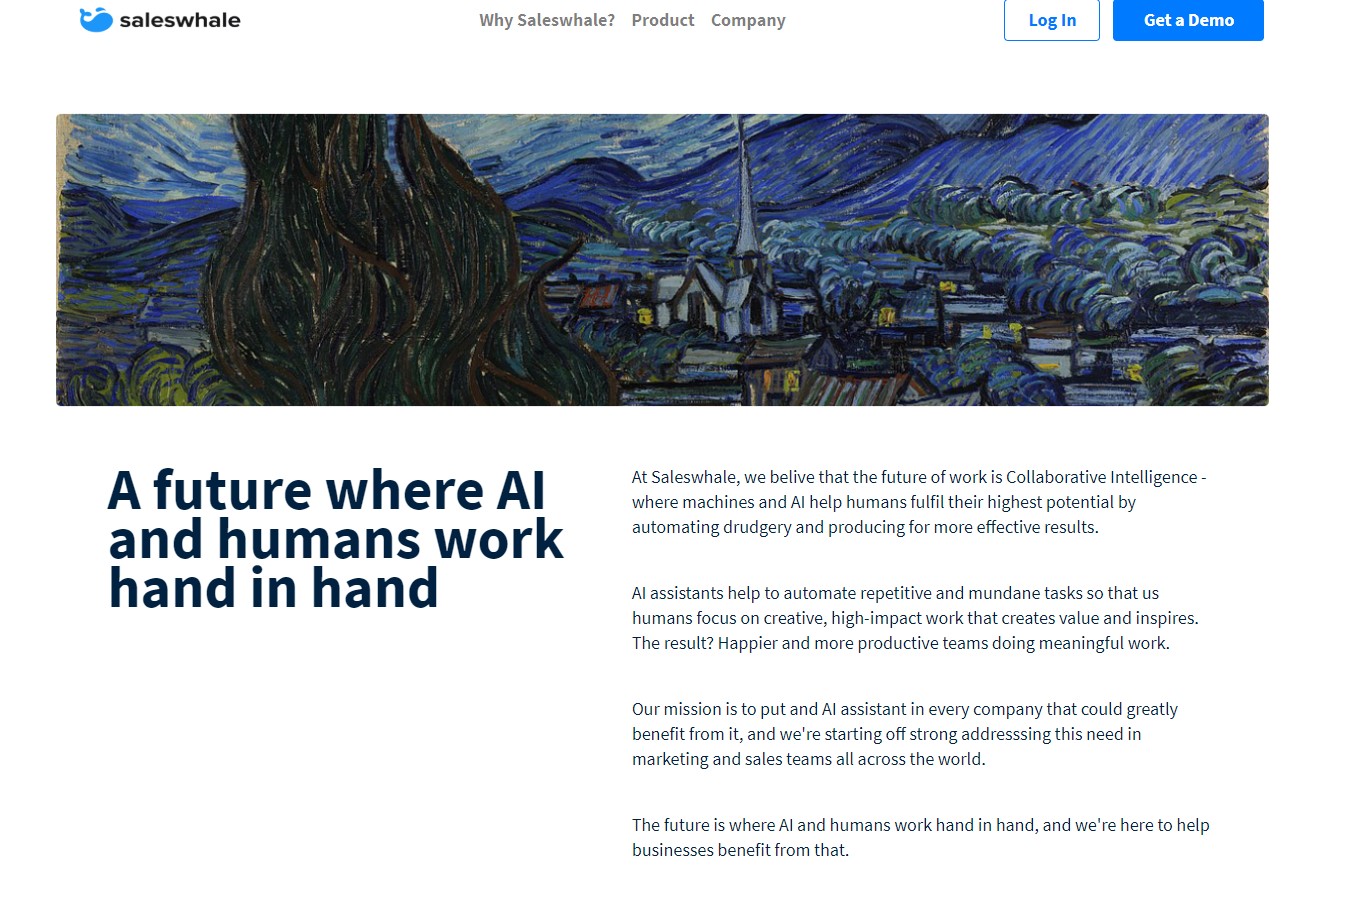 saleswhale
Why Saleswhale? Product Company
Log In
Get a Demo
A future where AI
and humans work
hand in hand
At Saleswhale, we belive that the future of work is Collaborative Intelligence -
where machines and AI help humans fulfil their highest potential by
automating drudgery and producing for more effective results.
AI assistants help to automate repetitive and mundane tasks so that us
humans focus on creative, high-impact work that creates value and inspires.
The result? Happier and more productive teams doing meaningful work.
Our mission is to put and AI assistant in every company that could greatly
benefit from it, and we're starting off strong addresssing this need in
marketing and sales teams all across the world.
The future is where AI and humans work hand in hand, and we're here to help
businesses benefit from that.